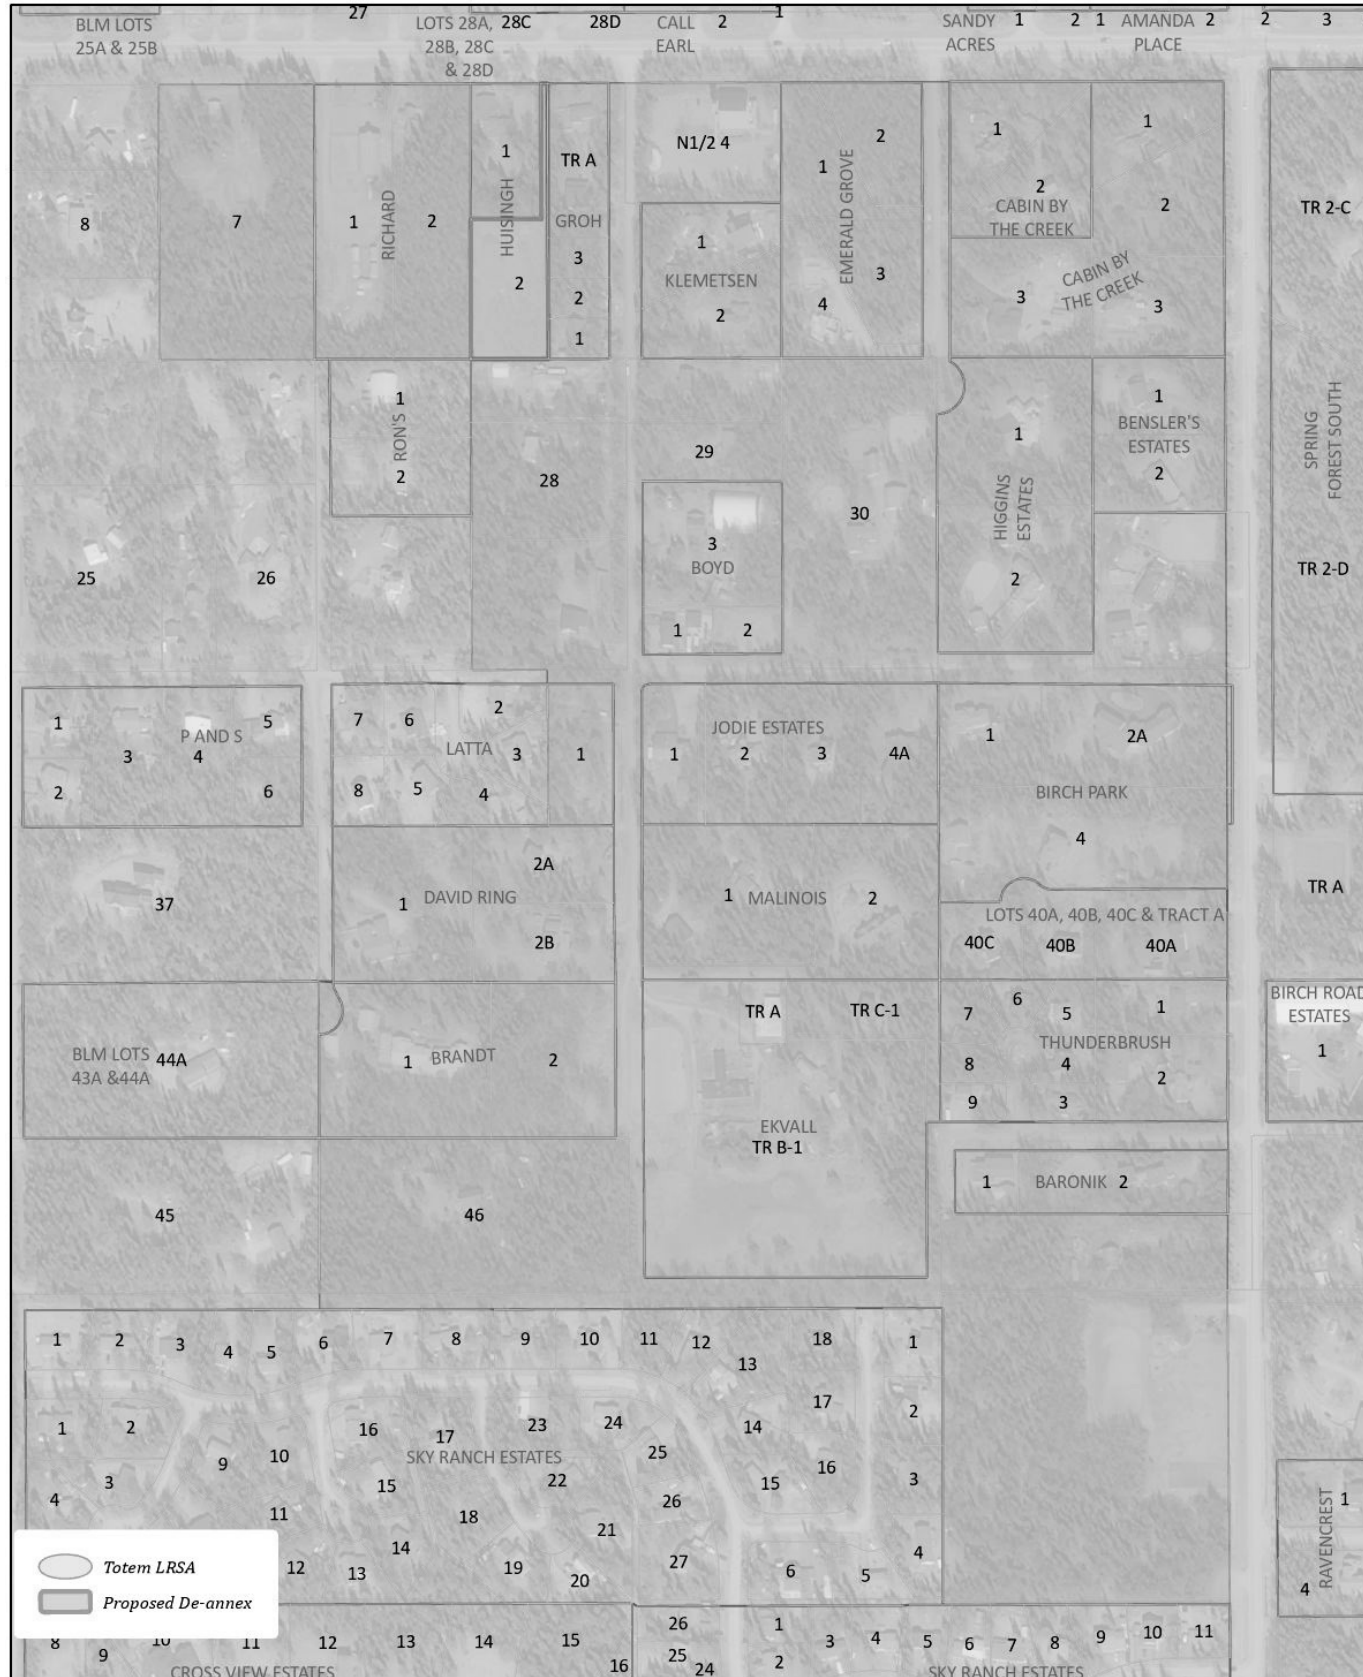 27
BLM LOTS
25A & 25B
LOTS 28A,
28B, 28C
& 28D
28C
28D
CALL
EARL
2
1
SANDY
ACRES
1
2
1
AMANDA
PLACE
2
2
3
8
7
1
RICHARD
2
1
HUISINGH
2
TR A
GROH
3
2
1
N1/2 4
1
KLEMETSEN
2
1
2
EMERALD GROVE
3
4
1
2
CABIN BY
THE CREEK
1
2
CABIN BY
THE CREEK
3
3
TR 2-C
SPRING
FOREST SOUTH
TR 2-D
1
RON'S
2
28
29
30
3
BOYD
1
2
1
HIGGINS
ESTATES
2
1
BENSLER'S
ESTATES
2
25
26
1
5
P AND S
3
4
2
6
7
6
2
LATTA
3
1
8
5
4
JODIE ESTATES
1
2
3
4A
1
2A
BIRCH PARK
4
TR A
37
2A
1
DAVID RING
2B
1
MALINOIS
2
LOTS 40A, 40B, 40C & TRACT A
40C
40B
40A
BLM LOTS
43A &44A
44A
1
BRANDT
2
TR A
TR C-1
EKVALL
TR B-1
7
6
5
1
THUNDERBRUSH
8
4
2
9
3
BIRCH ROAD
ESTATES
1
1
BARONIK
2
45
46
1
2
3
4
5
6
7
8
9
10
11
12
13
18
1
1
2
16
17
23
24
14
17
2
9
10
SKY RANCH ESTATES
25
3
15
22
15
16
3
4
11
18
26
21
14
12
13
19
20
27
6
5
4
1
RAVENCREST
4
Totem LRSA
Proposed De-annex
8
9
10
11
12
13
14
15
16
CROSS VIEW ESTATES
26
25
24
1
2
3
4
5
6
7
8
9
10
11
SKY RANCH ESTATES